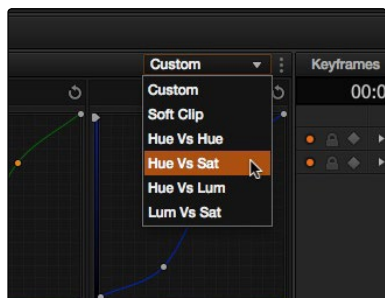 Custom
Keyframes
00:0
Custom
Soft Clip
Hue Vs Hue
Hue Vs Sat
Hue Vs Lum
Lum Vs Sat